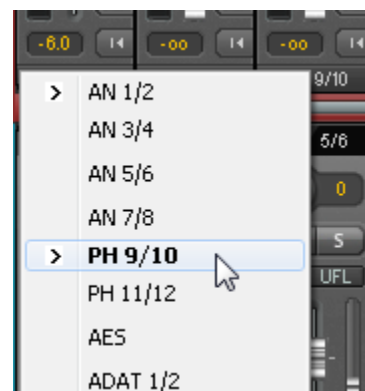 -6.0 -oo -oo
9/10
> AN 1/2
AN 3/4
5/6
AN 5/6
0
AN 7/8
S
> PH 9/10
UFL
PH 11/12
AES
ADAT 1/2